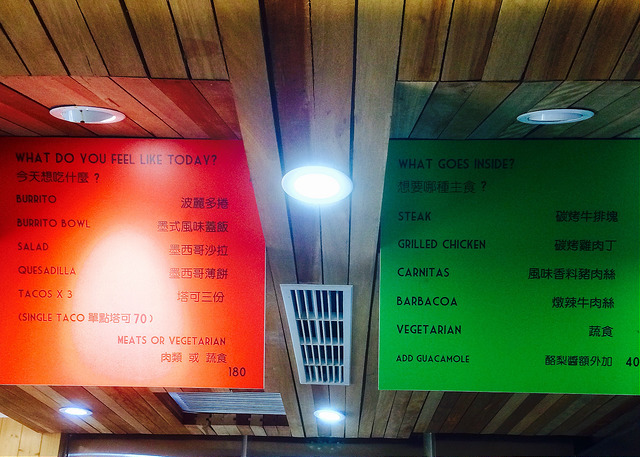 WHAT DO YOU FEEL LIKE TODAY?
今天想吃什麼？
BURRITO 波麗多捲
BURRITO BOWL 墨式風味蓋飯
SALAD 墨西哥沙拉
QUESADILLA 墨西哥薄餅
TACOS X 3 塔可三份
(SINGLE TACO 單點塔可 70)
MEATS OR VEGETARIAN
肉類 或 蔬食
180
WHAT GOES INSIDE?
想要哪種主食？
STEAK 碳烤牛排塊
GRILLED CHICKEN 碳烤雞肉丁
CARNITAS 風味香料豬肉絲
BARBACOA 燉辣牛肉絲
VEGETARIAN 蔬食
ADD GUACAMOLE 酪梨醬額外加 40